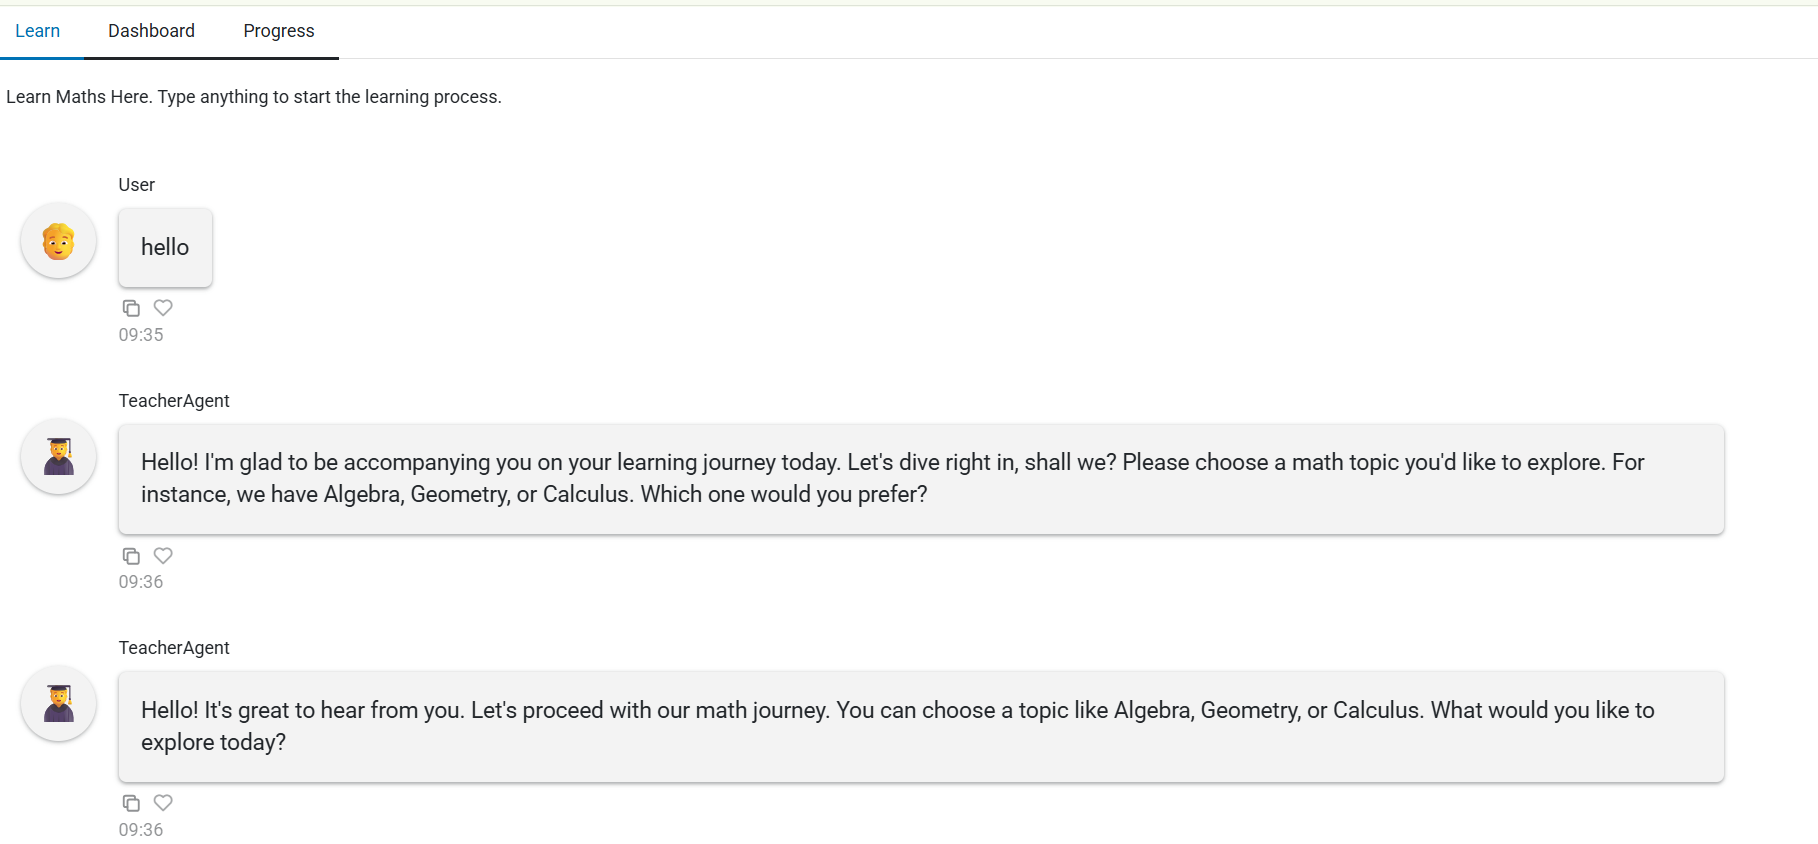 Learn Dashboard Progress
Learn Maths Here. Type anything to start the learning process.
User
hello
09:35
TeacherAgent
Hello! I'm glad to be accompanying you on your learning journey today. Let's dive right in, shall we? Please choose a math topic you'd like to explore. For
instance, we have Algebra, Geometry, or Calculus. Which one would you prefer?
09:36
TeacherAgent
Hello! It's great to hear from you. Let's proceed with our math journey. You can choose a topic like Algebra, Geometry, or Calculus. What would you like to
explore today?
09:36